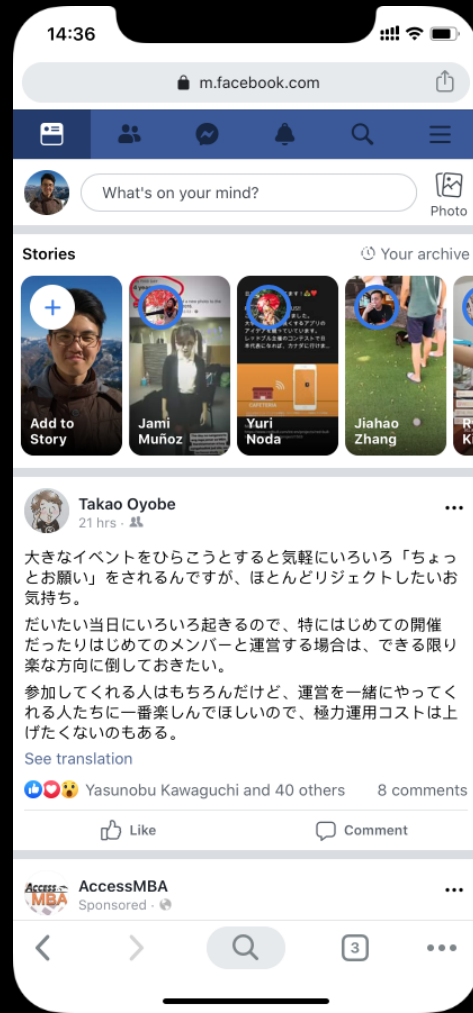 14:36
m.facebook.com
What's on your mind?
Photo
Stories
Your archive
Add to
Story
Jami
Muñoz
Yuri
Noda
Jiahao
Zhang
Takao Oyobe
21 hrs ·
大きなイベントをひらこうとすると気軽にいろいろ「ちょっ
とお願い」をされるんですが、ほとんどリジェクトしたいお
気持ち。
だいたい当日にいろいろ起きるので、特にはじめての開催
だったりはじめてのメンバーと運営する場合は、できる限り
楽な方向に倒しておきたい。
参加してくれる人はもちろんだけど、運営を一緒にやってく
れる人たちに一番楽しんでほしいので、極力運用コストは上
げたくないのもある。
See translation
Yasunobu Kawaguchi and 40 others
8 comments
Like
Comment
Access MBA
AccessMBA
Sponsored ·
3